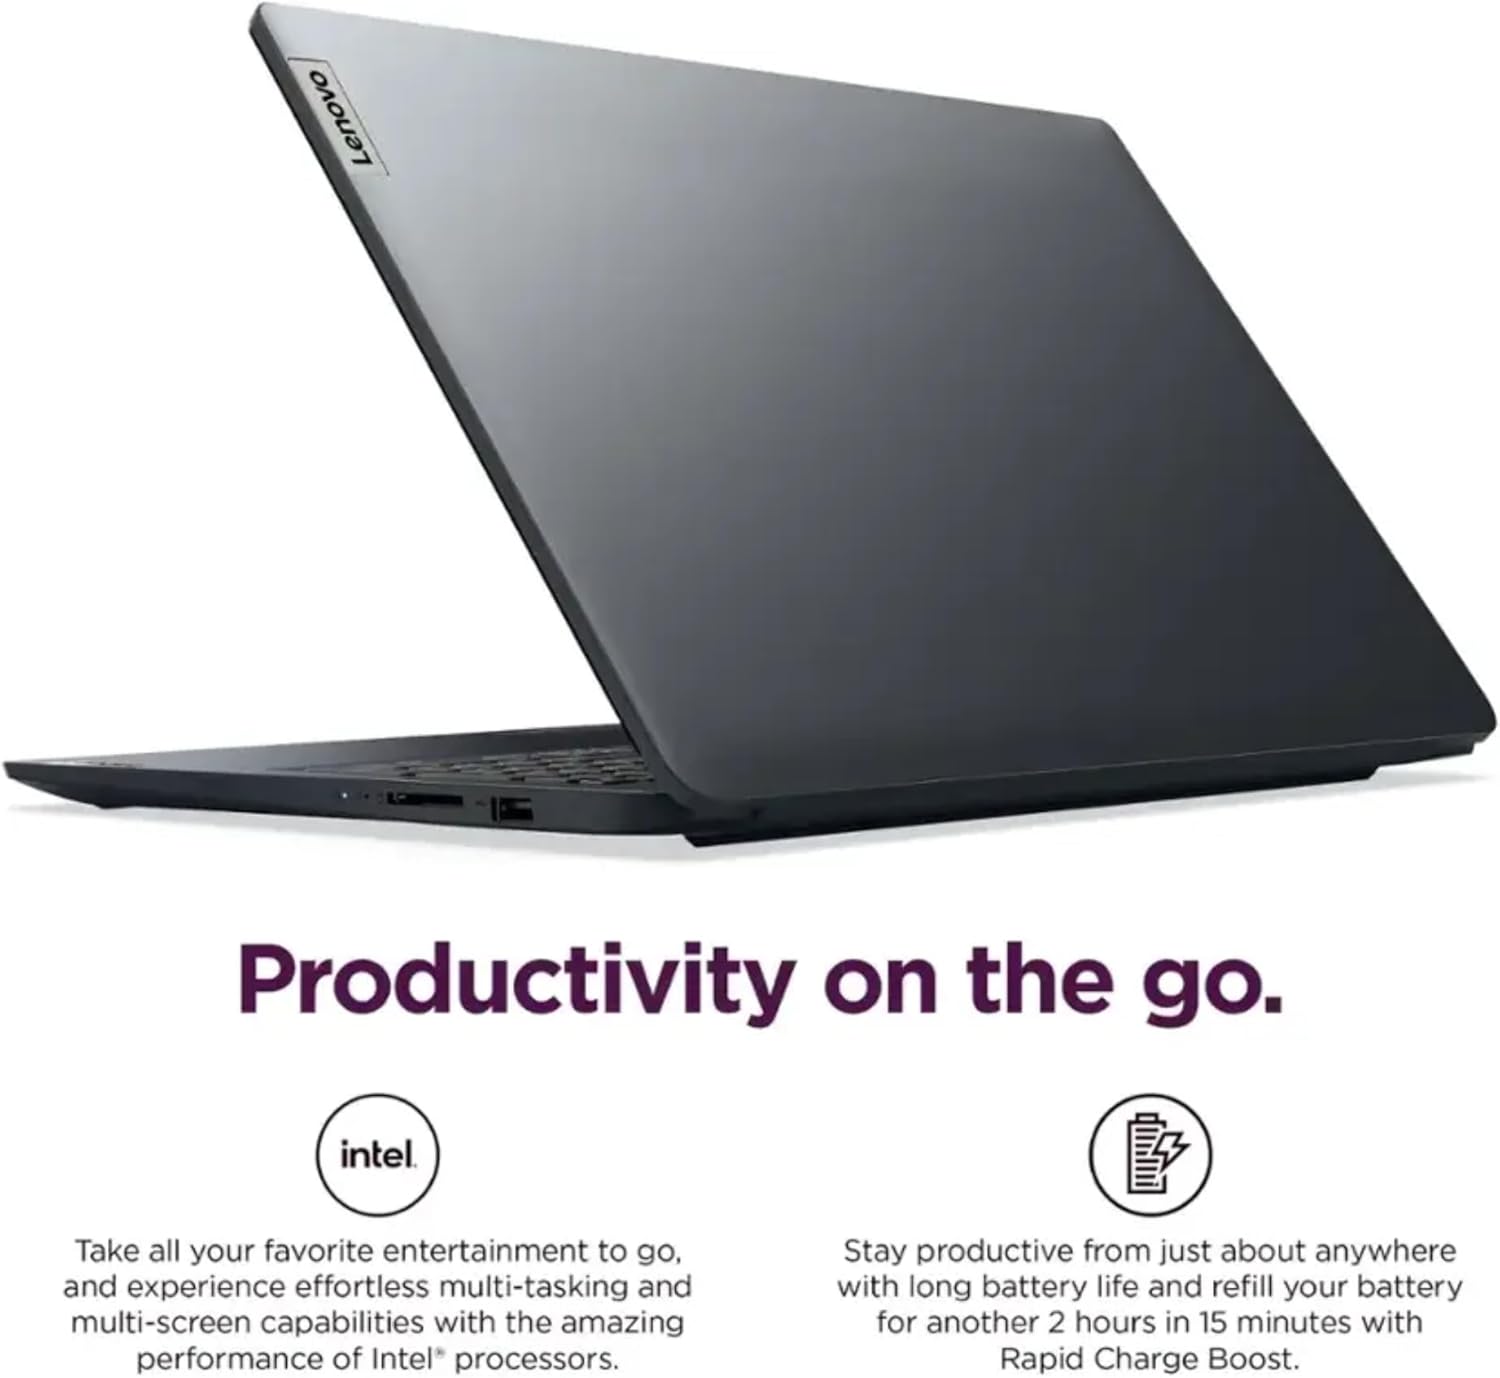 Lenovo
Productivity on the go.
intel.
Take all your favorite entertainment to go,
and experience effortless multi-tasking and
multi-screen capabilities with the amazing
performance of Intel® processors.
Stay productive from just about anywhere
with long battery life and refill your battery
for another 2 hours in 15 minutes with
Rapid Charge Boost.